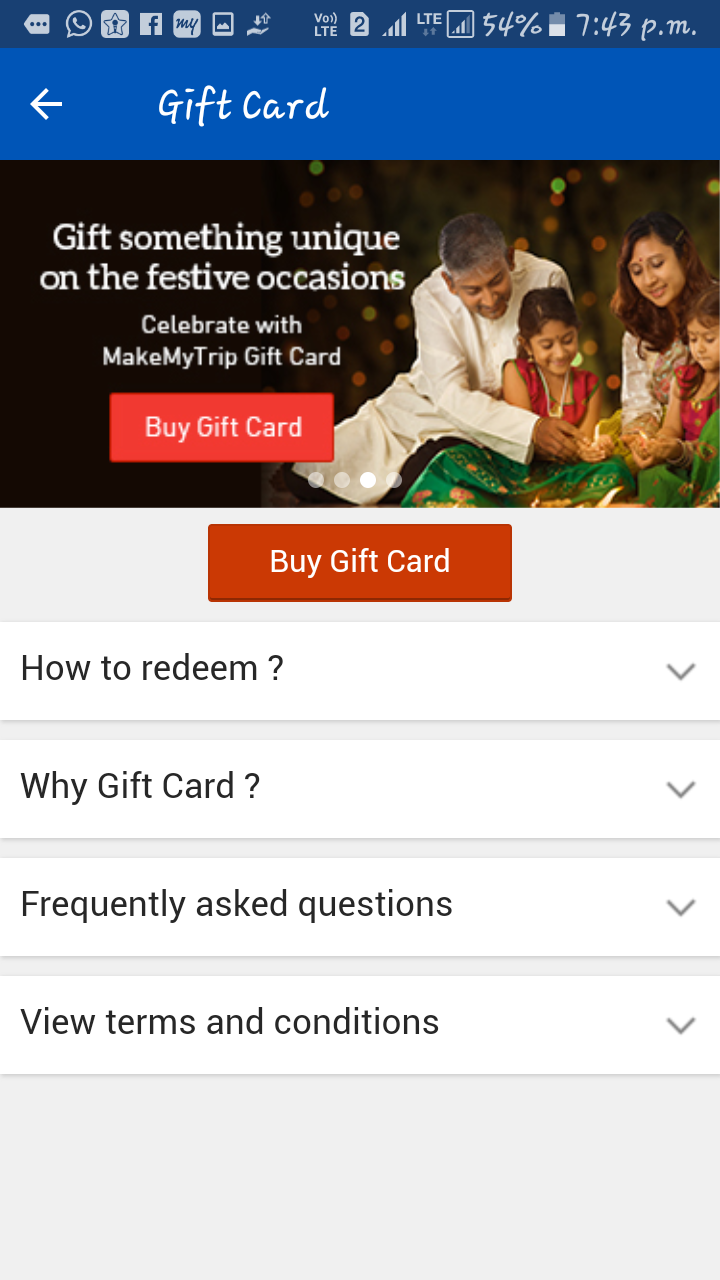 my Vo)) LTE 2 LTE 54% 7:43 p.m.
Gift Card
Gift something unique
on the festive occasions
Celebrate with
MakeMyTrip Gift Card
Buy Gift Card
Buy Gift Card
How to redeem ?
Why Gift Card ?
Frequently asked questions
View terms and conditions